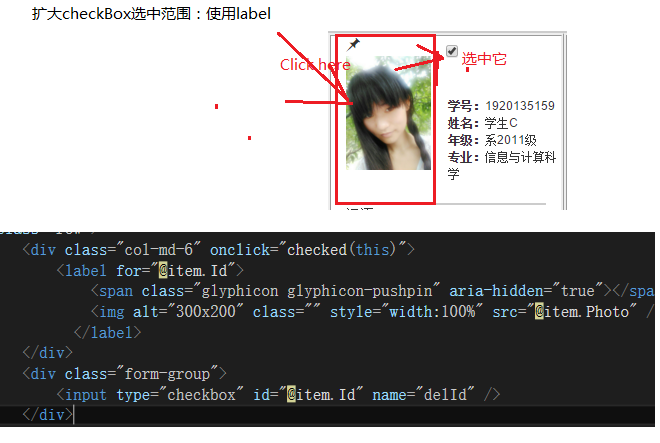 扩大checkBox选中范围：使用label
Click here
选中它
学号：1920135159
姓名：学生C
年级：系2011级
专业：信息与计算科
学
<div class="col-md-6" onclick="checked(this)">
<label for="@item.Id">
<span class="glyphicon glyphicon-pushpin" aria-hidden="true"></spa
<img alt="300x200" class="" style="width:100%" src="@item.Photo" /
</label>
</div>
<div class="form-group">
<input type="checkbox" id="@item.Id" name="delId" />
</div>